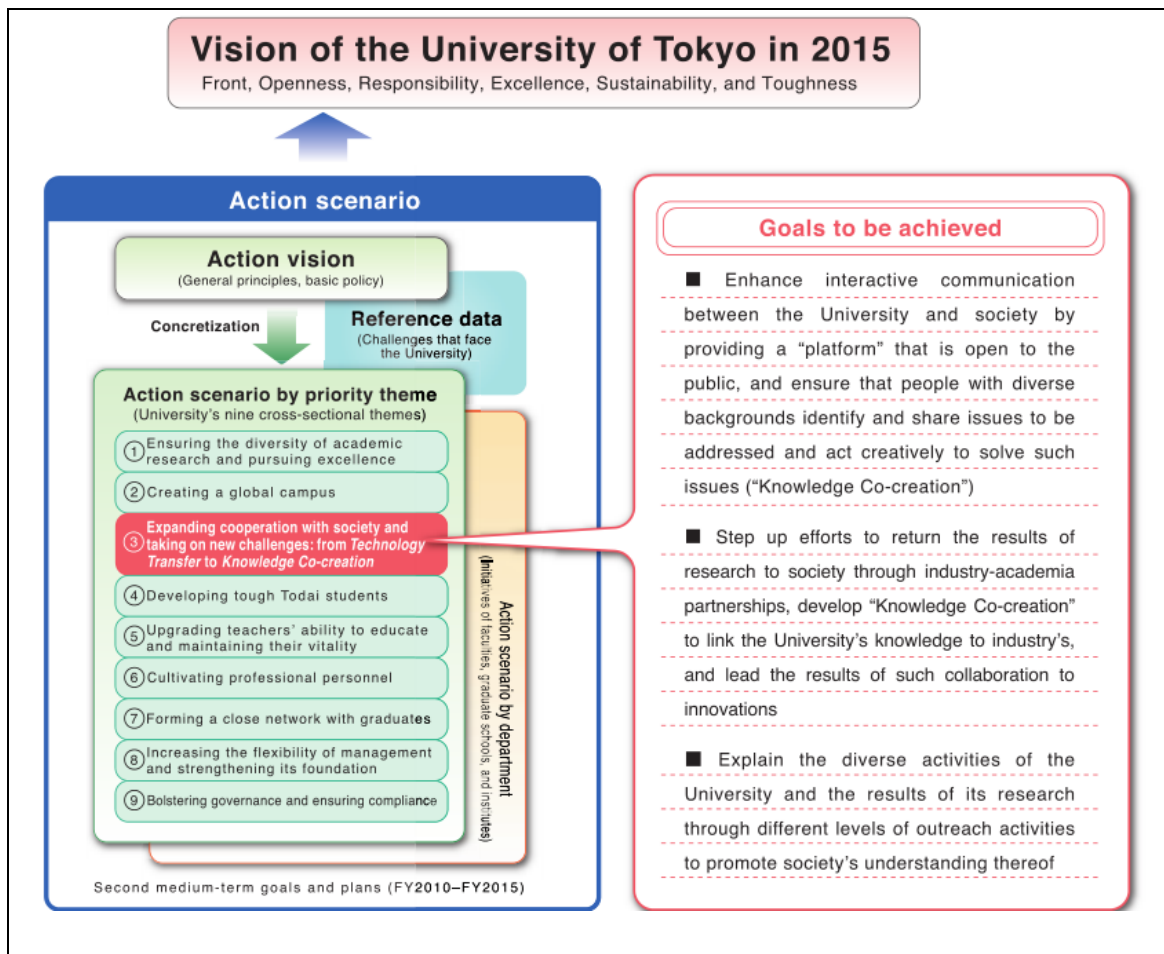 Vision of the University of Tokyo in 2015
Front, Openness, Responsibility, Excellence, Sustainability, and Toughness
Action scenario
Action vision
(General principles, basic policy)
Concretization
Reference data
(Challenges that face
the University)
Action scenario by priority theme
(University's nine cross-sectional themes)
① Ensuring the diversity of academic
research and pursuing excellence
② Creating a global campus
③ Expanding cooperation with society and
taking on new challenges: from Technology
Transfer to Knowledge Co-creation
④ Developing tough Todai students
⑤ Upgrading teachers' ability to educate
and maintaining their vitality
⑥ Cultivating professional personnel
⑦ Forming a close network with graduates
⑧ Increasing the flexibility of management
and strengthening its foundation
⑨ Bolstering governance and ensuring compliance
Action scenario by department
(Initiatives of faculties, graduate schools, and institutes)
Second medium-term goals and plans (FY2010–FY2015)
Goals to be achieved
■ Enhance interactive communication
between the University and society by
providing a “platform” that is open to the
public, and ensure that people with diverse
backgrounds identify and share issues to be
addressed and act creatively to solve such
issues (“Knowledge Co-creation”)
■ Step up efforts to return the results of
research to society through industry-academia
partnerships, develop “Knowledge Co-creation”
to link the University's knowledge to industry's,
and lead the results of such collaboration to
innovations
■ Explain the diverse activities of the
University and the results of its research
through different levels of outreach activities
to promote society's understanding thereof